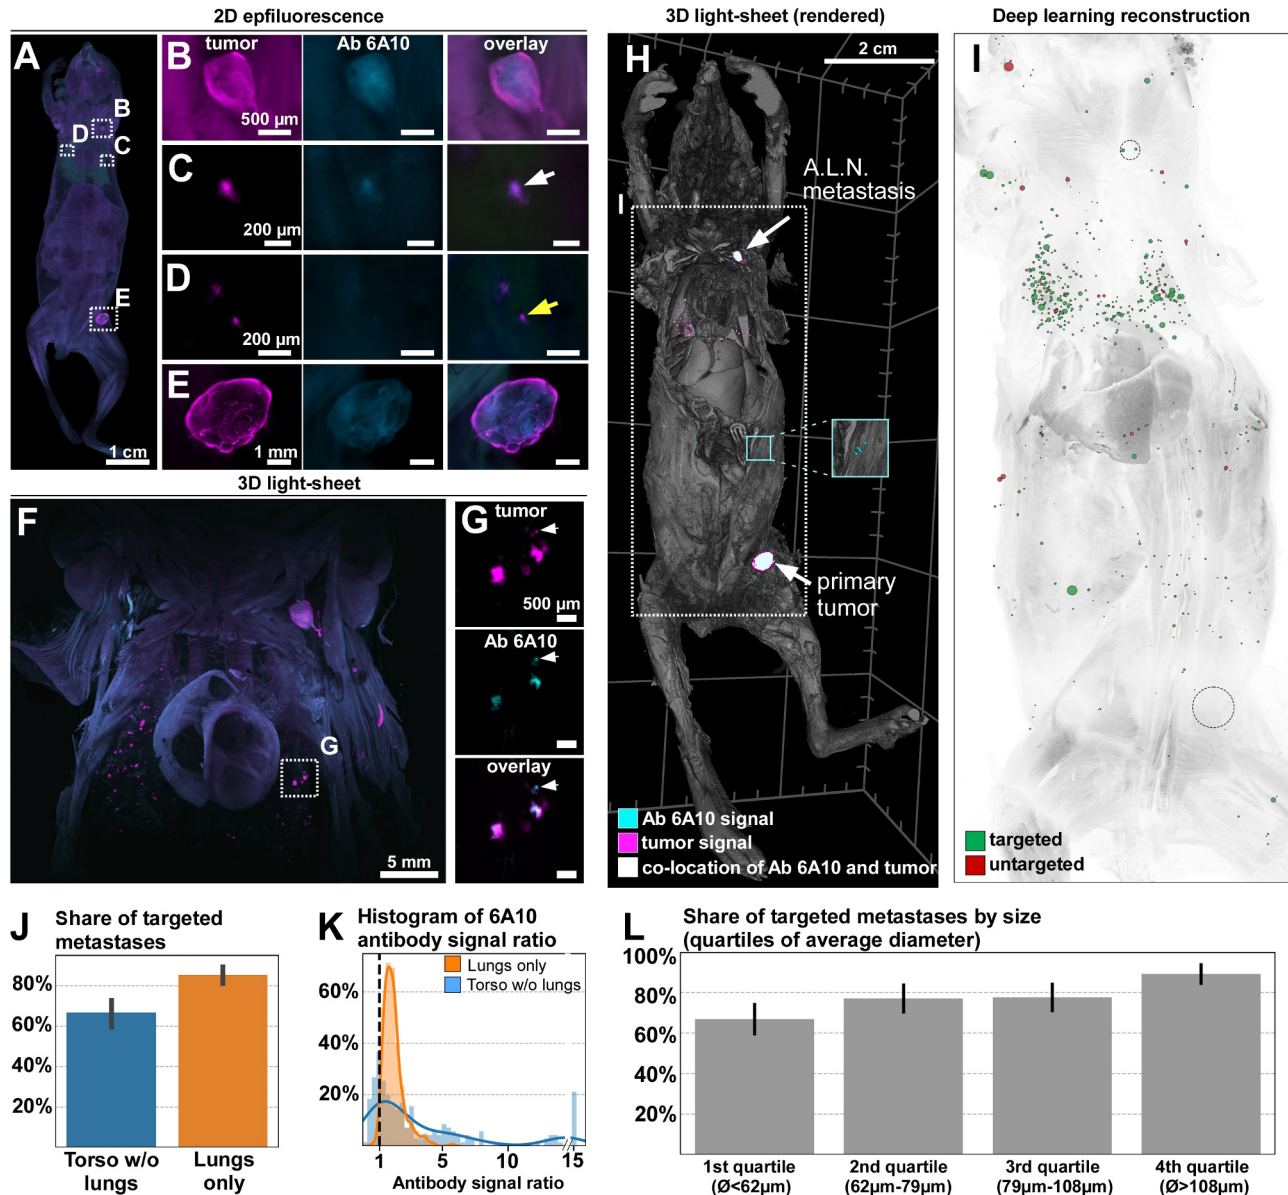 2D epfiluorescence
A
B
D
C
E
1 cm
B
tumor
Ab 6A10
overlay
500 µm
C
200 µm
D
200 µm
E
1 mm
3D light-sheet
F
G
5 mm
G
tumor
500 µm
Ab 6A10
overlay
3D light-sheet (rendered)
H
2 cm
A.L.N.
metastasis
I
primary
tumor
Ab 6A10 signal
tumor signal
co-location of Ab 6A10 and tumor
Deep learning reconstruction
I
targeted
untargeted
J
Share of targeted
metastases
80%
60%
40%
20%
Torso w/o
lungs
Lungs
only
K
Histogram of 6A10
antibody signal ratio
Lungs only
Torso w/o lungs
60%
40%
20%
1
5
10
15
Antibody signal ratio
L
Share of targeted metastases by size
(quartiles of average diameter)
100%
80%
60%
40%
20%
1st quartile
(Ø<62µm)
2nd quartile
(62µm-79µm)
3rd quartile
(79µm-108µm)
4th quartile
(Ø>108µm)